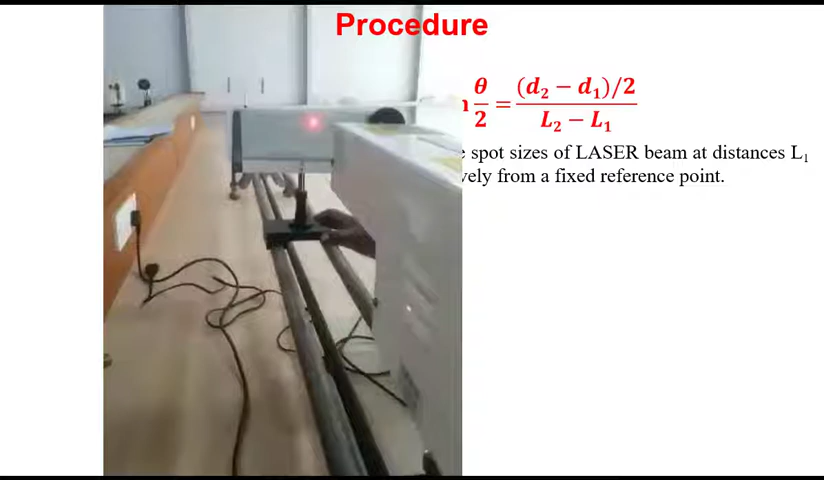 Procedure
θ/2 = (d₂ − d₁)/2 / L₂ − L₁
spot sizes of LASER beam at distances L₁
from a fixed reference point.